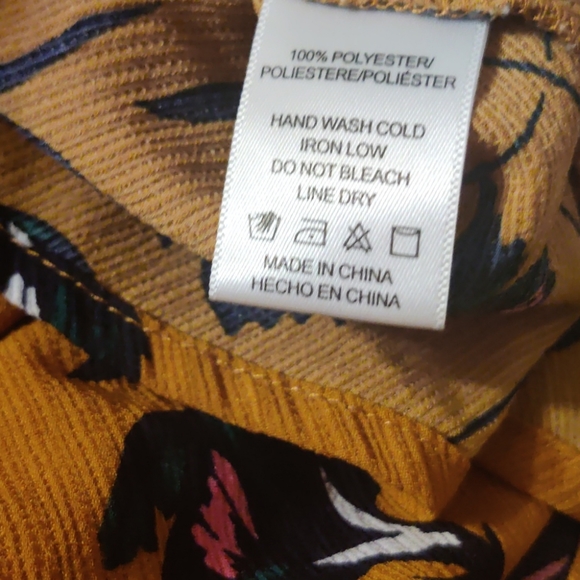 100% POLYESTER/
POLIESTERE/POLIÉSTER
HAND WASH COLD
IRON LOW
DO NOT BLEACH
LINE DRY
MADE IN CHINA
HECHO EN CHINA